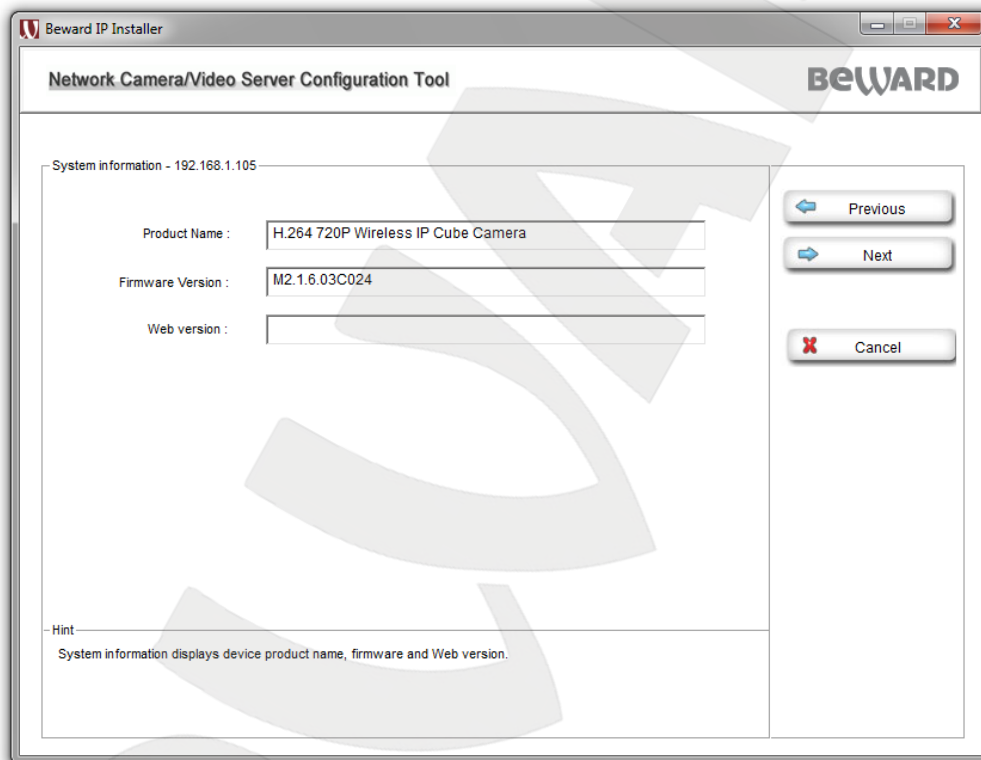 Beward IP Installer
Network Camera/Video Server Configuration Tool
BEWARD
System information - 192.168.1.105
Product Name :
H.264 720P Wireless IP Cube Camera
Firmware Version :
M2.1.6.03C024
Web version :
Previous
Next
Cancel
Hint
System information displays device product name, firmware and Web version.